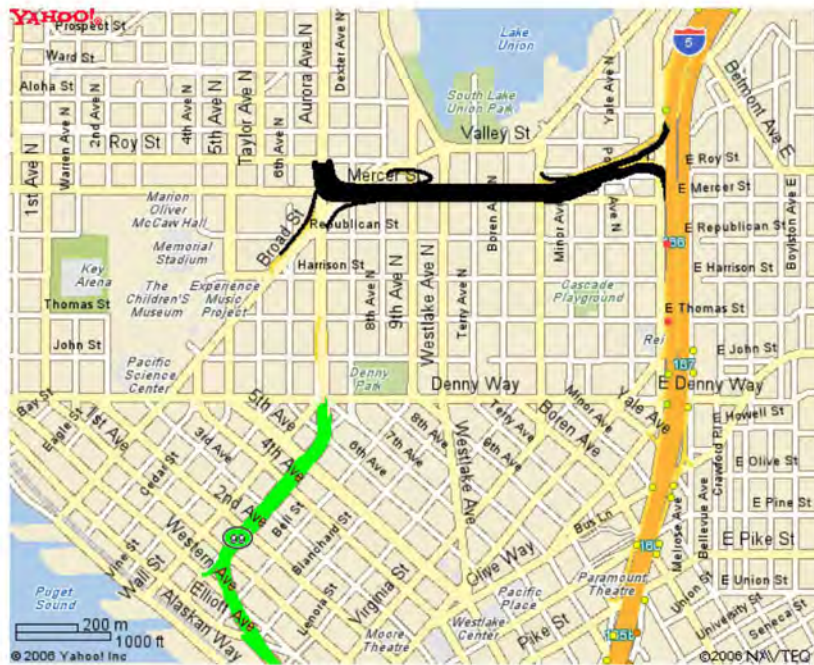 YAHOO!
Prospect St
Ward St
Aloha St
1st Ave N
Warren Ave N
2nd Ave N
Roy St
4th Ave N
5th Ave N
Taylor Ave N
6th Ave N
Aurora Ave N
Dexter Ave N
Lake
Union
South Lake
Union Park
Valley St
Yale Ave N
5
Belmont Ave E
E Roy St
Mercer St
E Mercer St
Marion
Oliver
McCaw Hall
Memorial
Stadium
Broad St
Republican St
E Republican St
Boylston Ave E
Key
Arena
Harrison St
E Harrison St
Thomas St
The
Children'S
Museum
Experience
Music
Project
8th Ave N
9th Ave N
Westlake Ave N
Terry Ave N
Boren Ave N
Minor Ave
Ave N
Cascade
Playground
E Thomas St
John St
Rei
E John St
167
Pacific
Science
Center
Denny
Park
Denny Way
E Denny Way
Bay St
Eagle St
1st Ave
5th Ave
4th Ave
3rd Ave
2nd Ave
Cedar St
6th Ave
7th Ave
8th Ave
Westlake Ave
9th Ave
Terry Ave
Boren Ave
Minor Ave
Yale Ave
E Howell St
Crawford Pl
E Olive St
E Pine St
Bell St
Blanchard St
Bus Ln
Melrose Ave
Bellevue Ave
E Pike St
Western Ave
Vine St
Wall St
Elliott Ave
Alaskan Way
Lenora St
Virginia St
Olive Way
Pacific
Place
Paramount
Theatre
E Union St
Union St
University St
Seneca St
Puget
Sound
Moore
Theatre
Westlake
Center
Pike St
200 m
1000 ft
© 2006 Yahoo! Inc
©2006 NAVTEQ